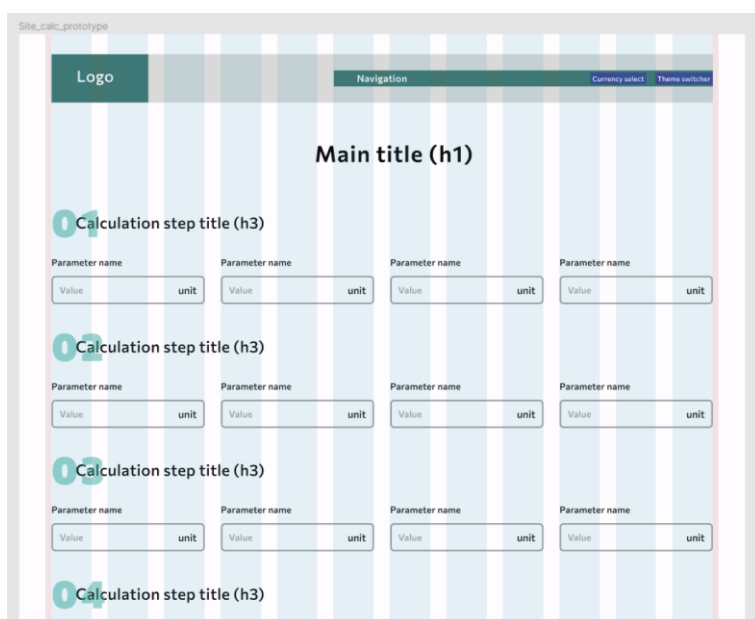 Site_calc_prototype
Logo
Navigation
Currency select
Theme switcher
Main title (h1)
01
Calculation step title (h3)
Parameter name Parameter name Parameter name Parameter name
Value unit Value unit Value unit Value unit
02
Calculation step title (h3)
Parameter name Parameter name Parameter name Parameter name
Value unit Value unit Value unit Value unit
03
Calculation step title (h3)
Parameter name Parameter name Parameter name Parameter name
Value unit Value unit Value unit Value unit
04
Calculation step title (h3)